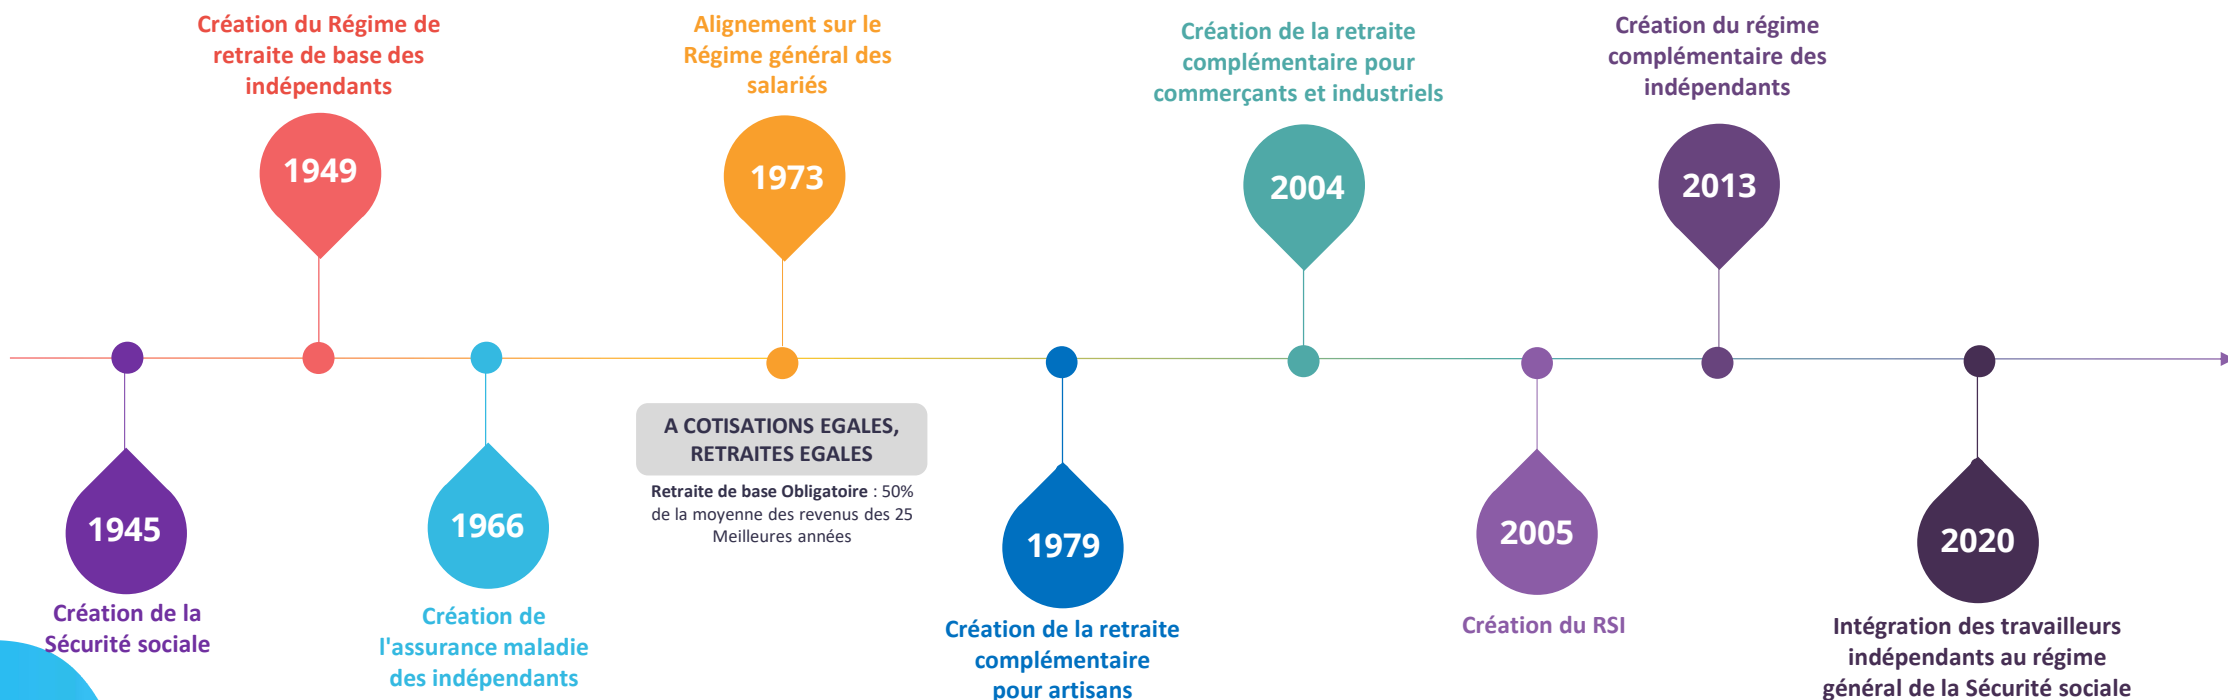 Création du Régime de
retraite de base des
indépendants
1949
Alignement sur le
Régime général des
salariés
1973
Création de la retraite
complémentaire pour
commerçants et industriels
2004
Création du régime
complémentaire des
indépendants
2013
1945
Création de la
Sécurité sociale
1966
Création de
l'assurance maladie
des indépendants
A COTISATIONS EGALES,
RETRAITES EGALES
Retraite de base Obligatoire : 50%
de la moyenne des revenus des 25
Meilleures années
1979
Création de la retraite
complémentaire
pour artisans
2005
Création du RSI
2020
Intégration des travailleurs
indépendants au régime
général de la Sécurité sociale